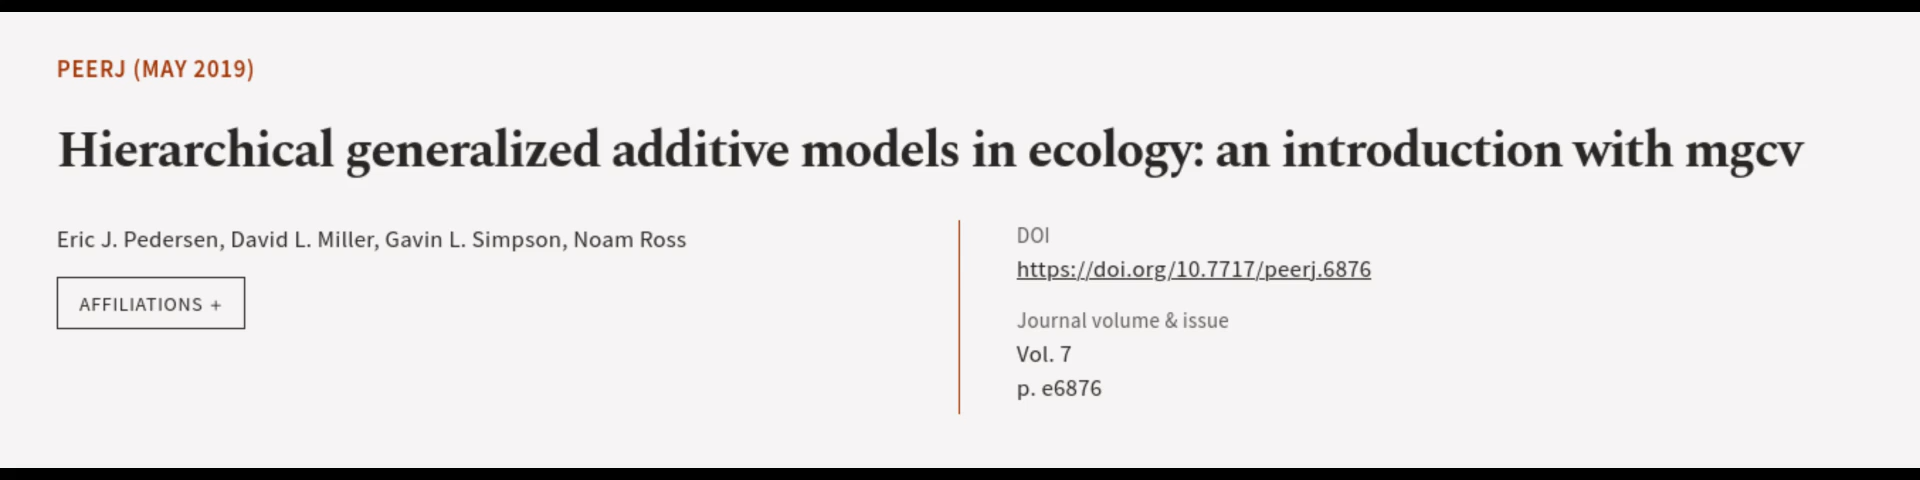 PEERJ (MAY 2019)
Hierarchical generalized additive models in ecology: an introduction with mgcv
Eric J. Pedersen, David L. Miller, Gavin L. Simpson, Noam Ross
AFFILIATIONS +
DOI
https://doi.org/10.7717/peerj.6876
Journal volume & issue
Vol. 7
p. e6876